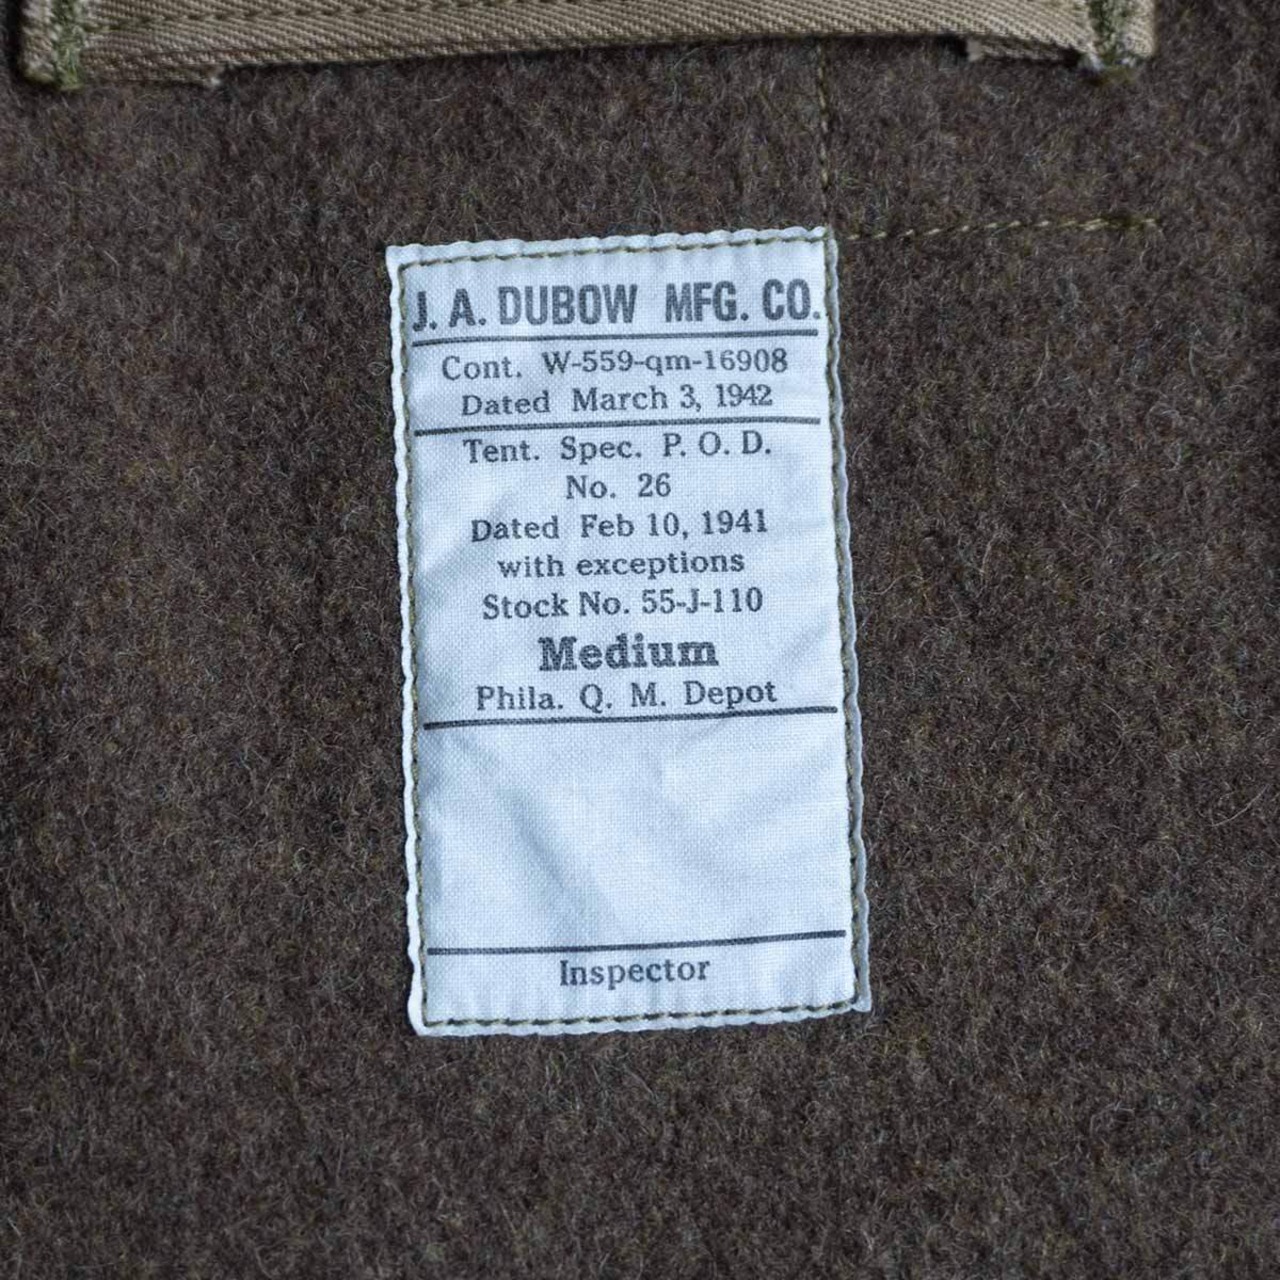 J. A. DUBOW MFG. CO.
Cont. W-559-qm-16908
Dated March 3, 1942
Tent. Spec. P. O. D.
No. 26
Dated Feb 10, 1941
with exceptions
Stock No. 55-J-110
Medium
Phila. Q. M. Depot
Inspector